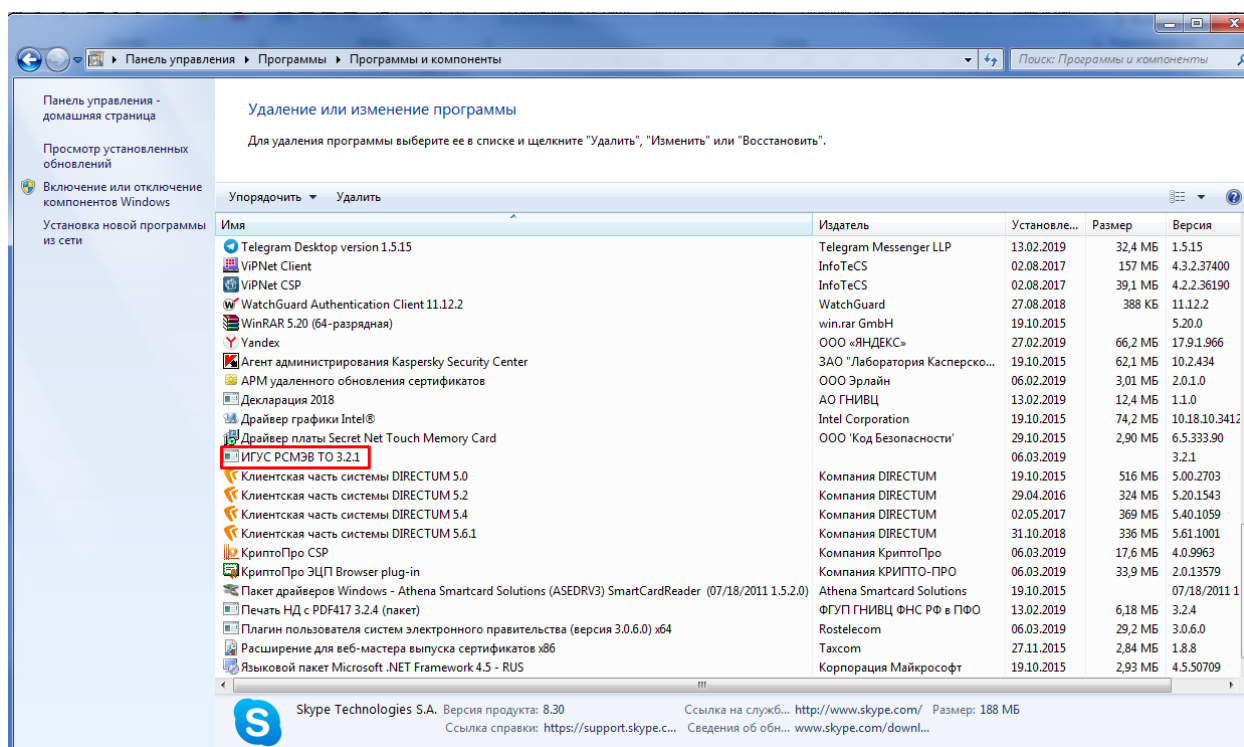 Панель управления ▸ Программы ▸ Программы и компоненты
Поиск: Программы и компоненты
Панель управления - домашняя страница
Просмотр установленных обновлений
Включение или отключение компонентов Windows
Установка новой программы из сети
Удаление или изменение программы
Для удаления программы выберите ее в списке и щелкните "Удалить", "Изменить" или "Восстановить".
Упорядочить Удалить
Имя Издатель Установле... Размер Версия
Telegram Desktop version 1.5.15 Telegram Messenger LLP 13.02.2019 32,4 МБ 1.5.15
ViPNet Client InfoTeCS 02.08.2017 157 МБ 4.3.2.37400
ViPNet CSP InfoTeCS 02.08.2017 39,1 МБ 4.2.2.36190
WatchGuard Authentication Client 11.12.2 WatchGuard 27.08.2018 388 КБ 11.12.2
WinRAR 5.20 (64-разрядная) win.rar GmbH 19.10.2015 5.20.0
Yandex ООО «ЯНДЕКС» 27.02.2019 66,2 МБ 17.9.1.966
Агент администрирования Kaspersky Security Center ЗАО "Лаборатория Касперско... 19.10.2015 62,1 МБ 10.2.434
АРМ удаленного обновления сертификатов ООО Эрлайн 06.02.2019 3,01 МБ 2.0.1.0
Декларация 2018 АО ГНИВЦ 13.02.2019 12,4 МБ 1.1.0
Драйвер графики Intel® Intel Corporation 19.10.2015 74,2 МБ 10.18.10.3412
Драйвер платы Secret Net Touch Memory Card ООО 'Код Безопасности' 29.10.2015 2,90 МБ 6.5.333.90
ИГУС РСМЭВ ТО 3.2.1 06.03.2019 3.2.1
Клиентская часть системы DIRECTUM 5.0 Компания DIRECTUM 19.10.2015 516 МБ 5.00.2703
Клиентская часть системы DIRECTUM 5.2 Компания DIRECTUM 29.04.2016 324 МБ 5.20.1543
Клиентская часть системы DIRECTUM 5.4 Компания DIRECTUM 02.05.2017 369 МБ 5.40.1059
Клиентская часть системы DIRECTUM 5.6.1 Компания DIRECTUM 31.10.2018 336 МБ 5.61.1001
КриптоПро CSP Компания КриптоПро 06.03.2019 17,6 МБ 4.0.9963
КриптоПро ЭЦП Browser plug-in Компания КРИПТО-ПРО 06.03.2019 33,9 МБ 2.0.13579
Пакет драйверов Windows - Athena Smartcard Solutions (ASEDRV3) SmartCardReader (07/18/2011 1.5.2.0) Athena Smartcard Solutions 19.10.2015 07/18/2011 1
Печать НД с PDF417 3.2.4 (пакет) ФГУП ГНИВЦ ФНС РФ в ПФО 13.02.2019 6,18 МБ 3.2.4
Плагин пользователя систем электронного правительства (версия 3.0.6.0) x64 Rostelecom 06.03.2019 29,2 МБ 3.0.6.0
Расширение для веб-мастера выпуска сертификатов x86 Taxcom 27.11.2015 2,84 МБ 1.8.8
Языковой пакет Microsoft .NET Framework 4.5 - RUS Корпорация Майкрософт 19.10.2015 2,93 МБ 4.5.50709
Skype Technologies S.A. Версия продукта: 8.30 Ссылка на служб... http://www.skype.com/ Размер: 188 МБ
Ссылка справки: https://support.skype.c... Сведения об обн... www.skype.com/downl...